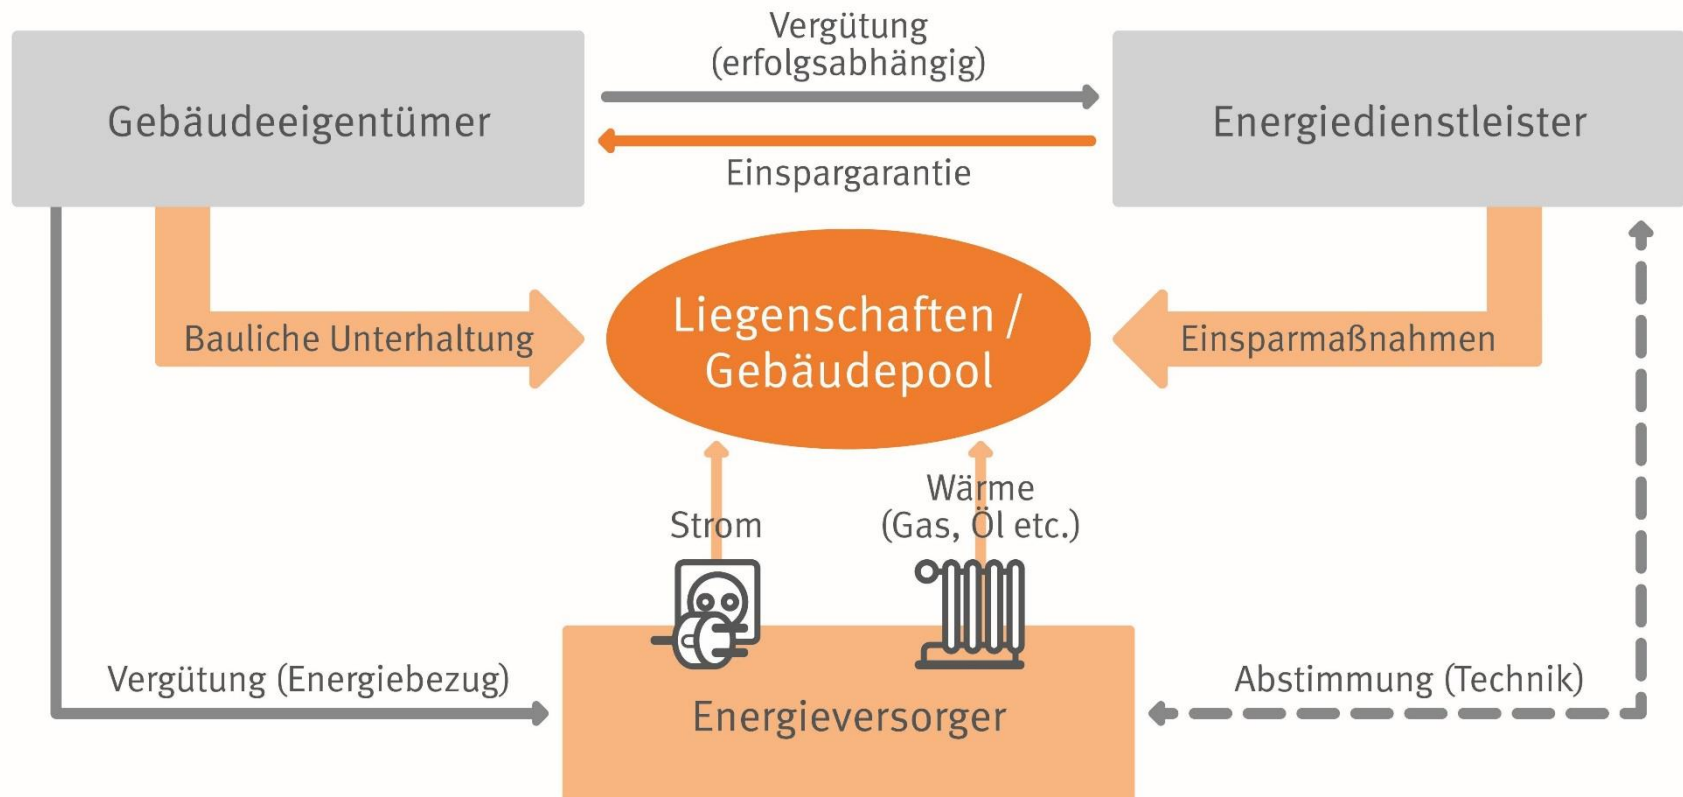 Vergütung
(erfolgsabhängig)
Gebäudeeigentümer
Energiedienstleister
Einspargarantie
Liegenschaften /
Gebäudepool
Bauliche Unterhaltung
Einsparmaßnahmen
Strom
Wärme
(Gas, Öl etc.)
Vergütung (Energiebezug)
Abstimmung (Technik)
Energieversorger